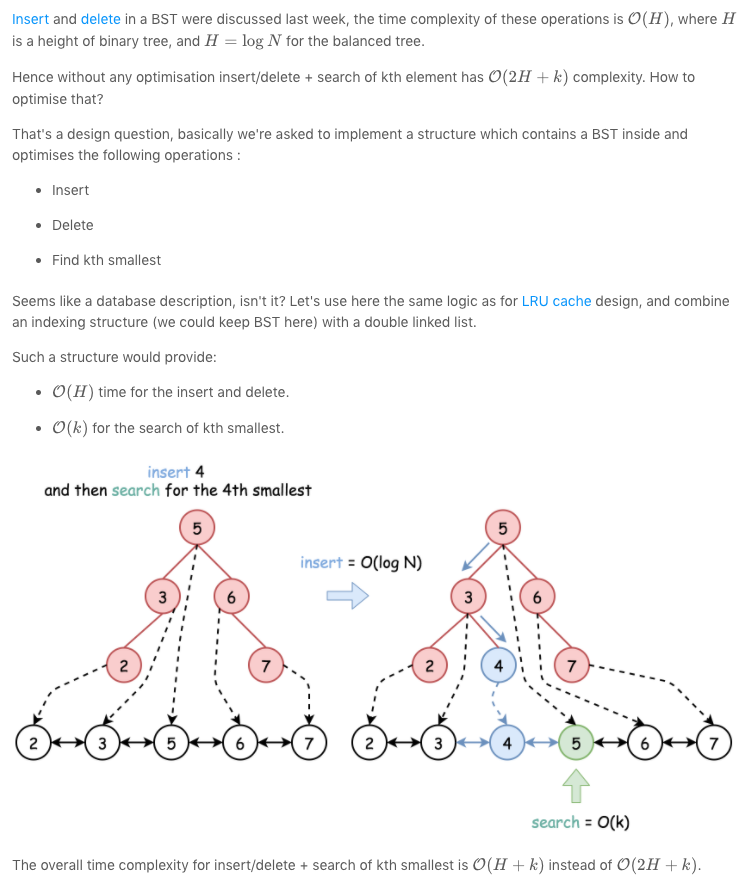 Insert and delete in a BST were discussed last week, the time complexity of these operations is O(H), where H
is a height of binary tree, and H = log N for the balanced tree.
Hence without any optimisation insert/delete + search of kth element has O(2H + k) complexity. How to
optimise that?
That's a design question, basically we're asked to implement a structure which contains a BST inside and
optimises the following operations :
• Insert
• Delete
• Find kth smallest
Seems like a database description, isn't it? Let's use here the same logic as for LRU cache design, and combine
an indexing structure (we could keep BST here) with a double linked list.
Such a structure would provide:
• O(H) time for the insert and delete.
• O(k) for the search of kth smallest.
insert 4
and then search for the 4th smallest
5
3 6
2 7
2 3 5 6 7
insert = O(log N)
5
3 6
2 4 7
2 3 4 5 6 7
search = O(k)
The overall time complexity for insert/delete + search of kth smallest is O(H + k) instead of O(2H + k).